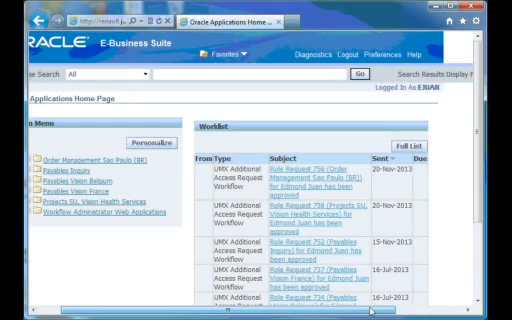 http://renault.j
Oracle Applications Home ...
RACLE® E-Business Suite
Favorites
Diagnostics Logout Preferences Help
se Search All Go Search Results Display P
Logged In As EJUAN
Applications Home Page
n Menu
Personalize
Order Management Sao Paulo (BR)
Payables Inquiry
Payables Vision Belgium
Payables Vision France
Projects SU, Vision Health Services
Workflow Administrator Web Applications
Worklist
Full List
From Type Subject Sent Due
UMX Additional Access Request Workflow
Role Request 756 (Order
Management Sao Paulo (BR))
for Edmond Juan has been
approved
20-Nov-2013
UMX Additional Access Request Workflow
Role Request 758 (Projects SU,
Vision Health Services) for
Edmond Juan has been
approved
20-Nov-2013
UMX Additional Access Request Workflow
Role Request 752 (Payables
Inquiry) for Edmond Juan has
been approved
15-Nov-2013
UMX Additional Access Request Workflow
Role Request 737 (Payables
Vision France) for Edmond Juan
has been approved
16-Jul-2013
UMX Additional Access Request
Role Request 734 (Payables
16-Jul-2013